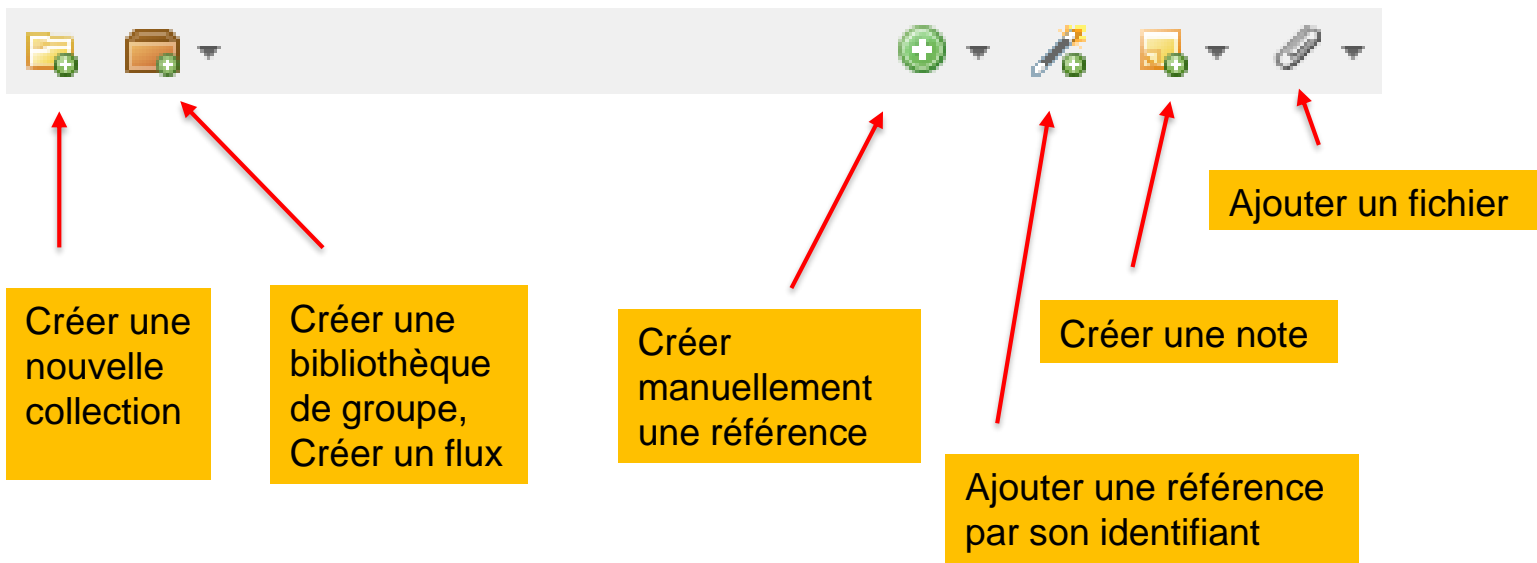 Créer une
nouvelle
collection
Créer une
bibliothèque
de groupe,
Créer un flux
Créer
manuellement
une référence
Ajouter une référence
par son identifiant
Créer une note
Ajouter un fichier